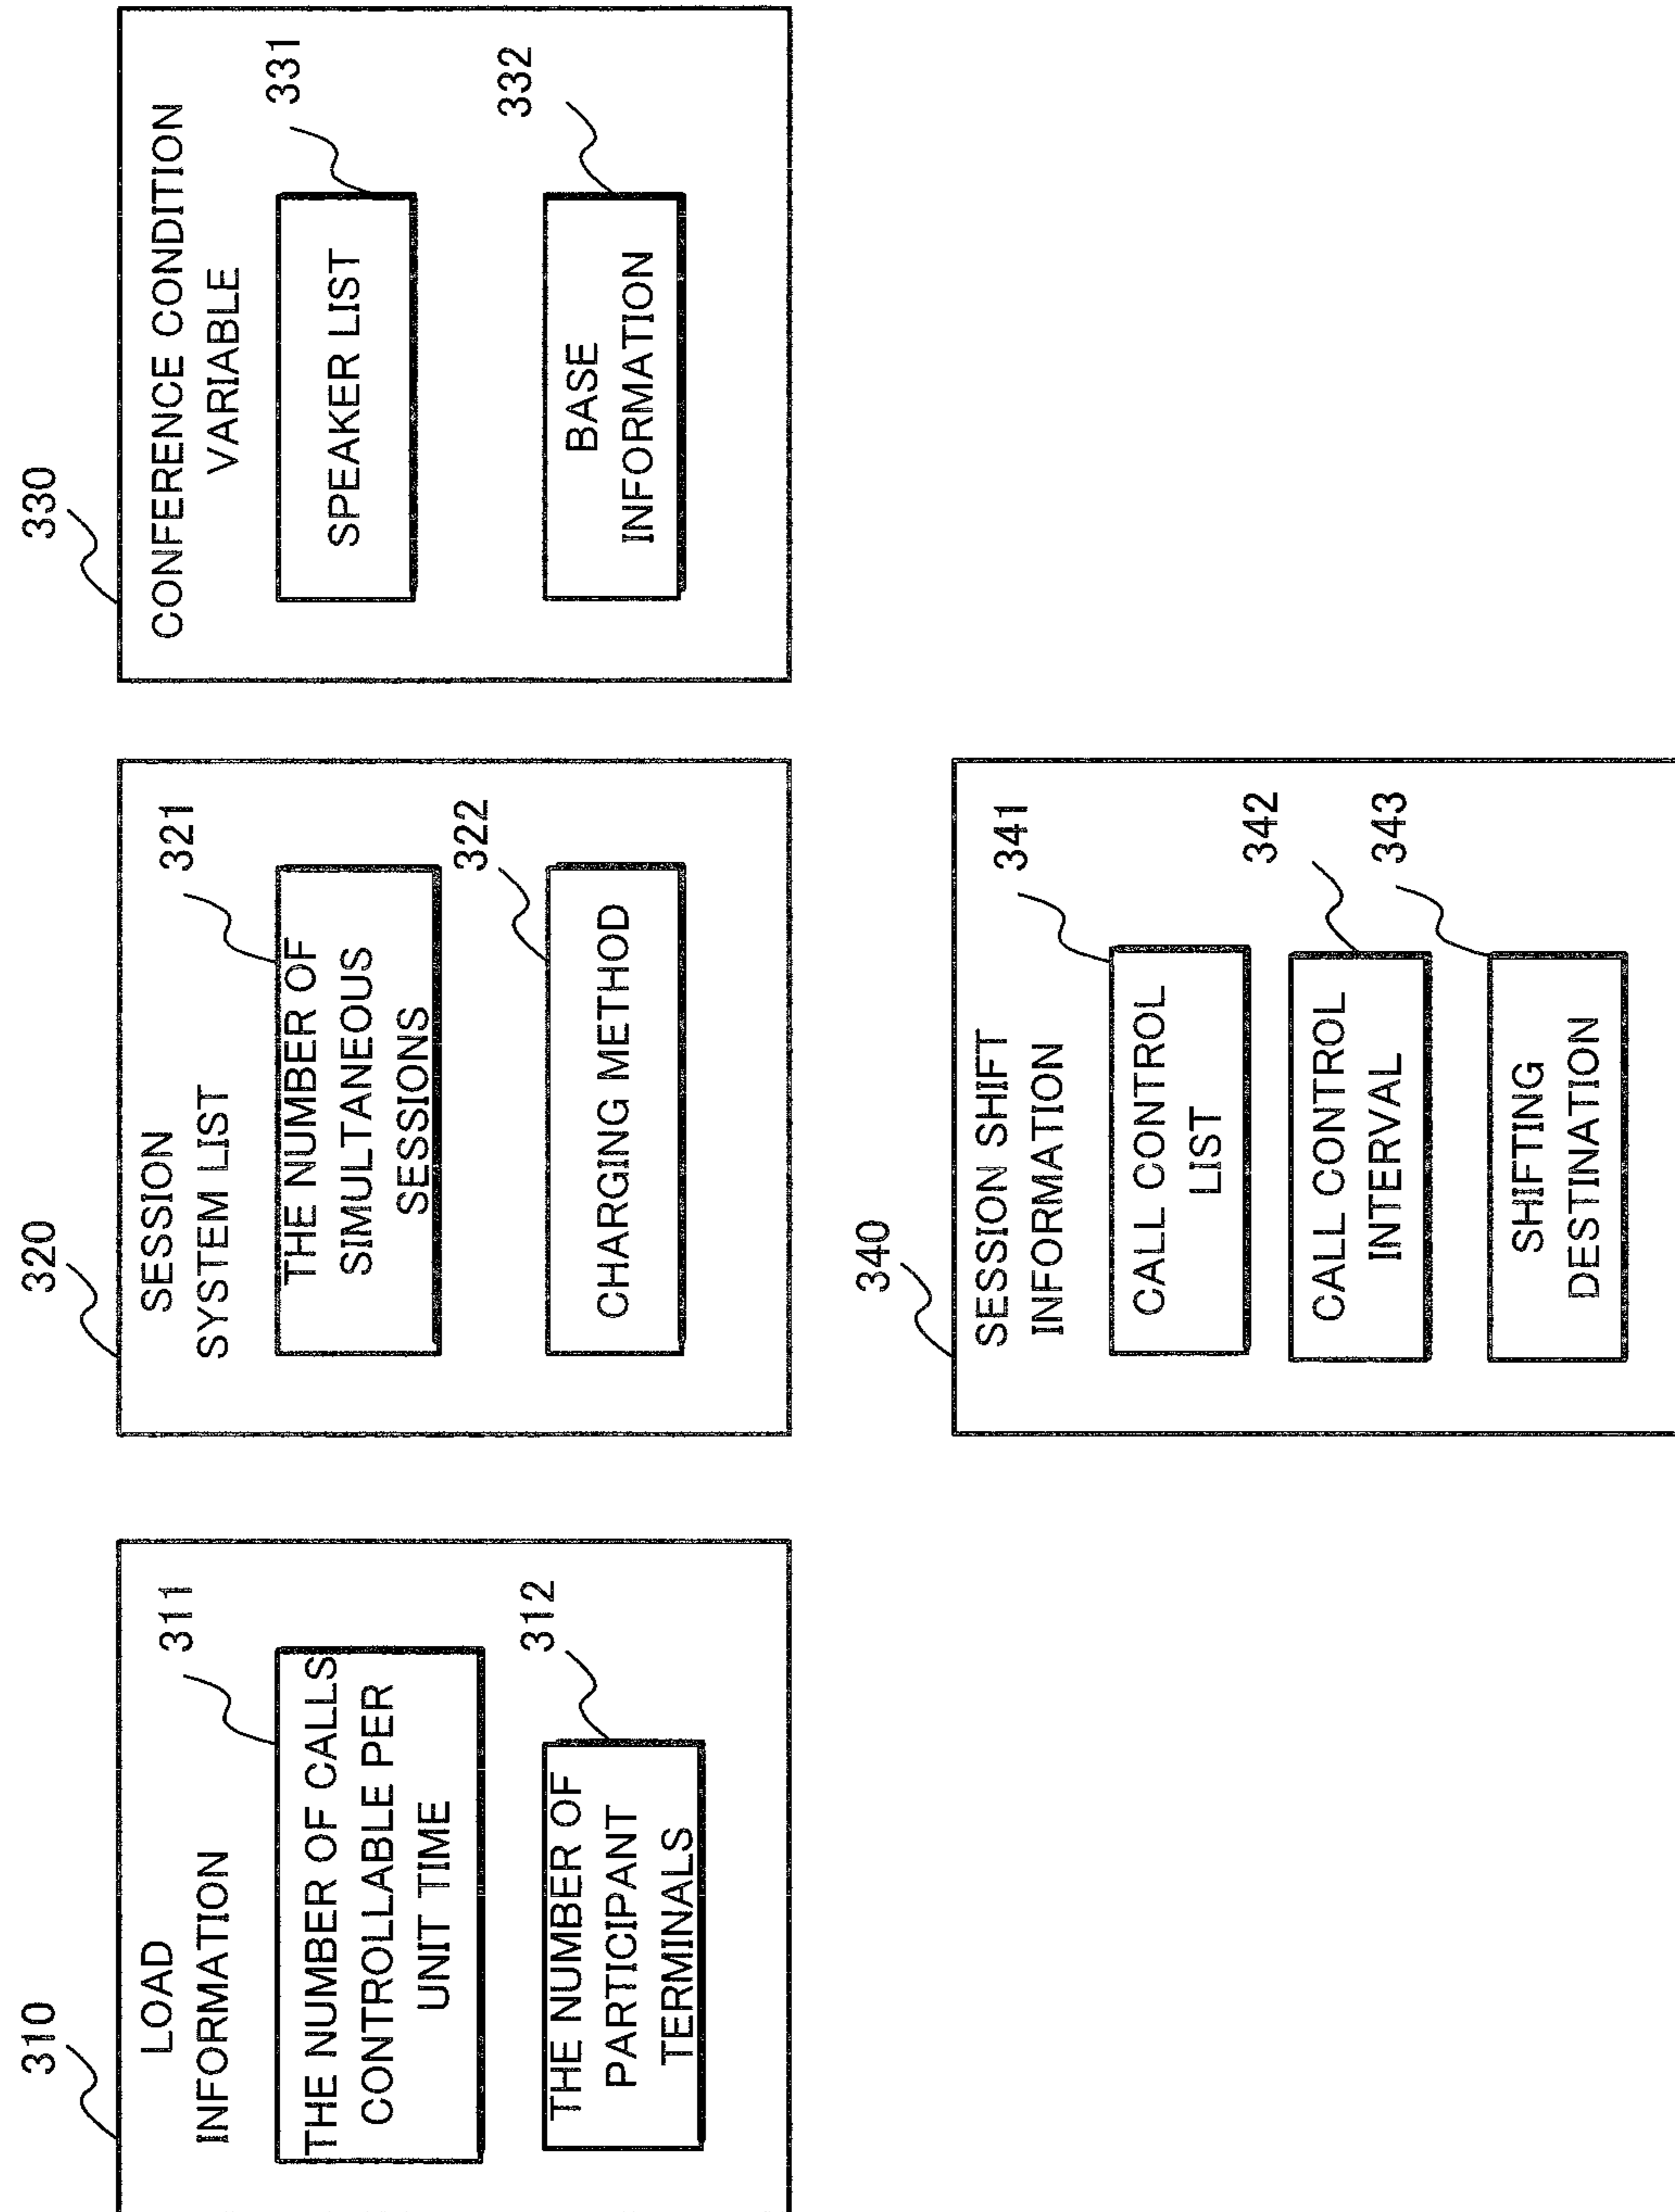 310
LOAD
INFORMATION
311
THE NUMBER OF CALLS
CONTROLLABLE PER
UNIT TIME
312
THE NUMBER OF
PARTICIPANT
TERMINALS
320
SESSION
SYSTEM LIST
321
THE NUMBER OF
SIMULTANEOUS
SESSIONS
322
CHARGING METHOD
330
CONFERENCE CONDITION
VARIABLE
331
SPEAKER LIST
332
BASE
INFORMATION
340
SESSION SHIFT
INFORMATION
341
CALL CONTROL
LIST
342
CALL CONTROL
INTERVAL
343
SHIFTING
DESTINATION